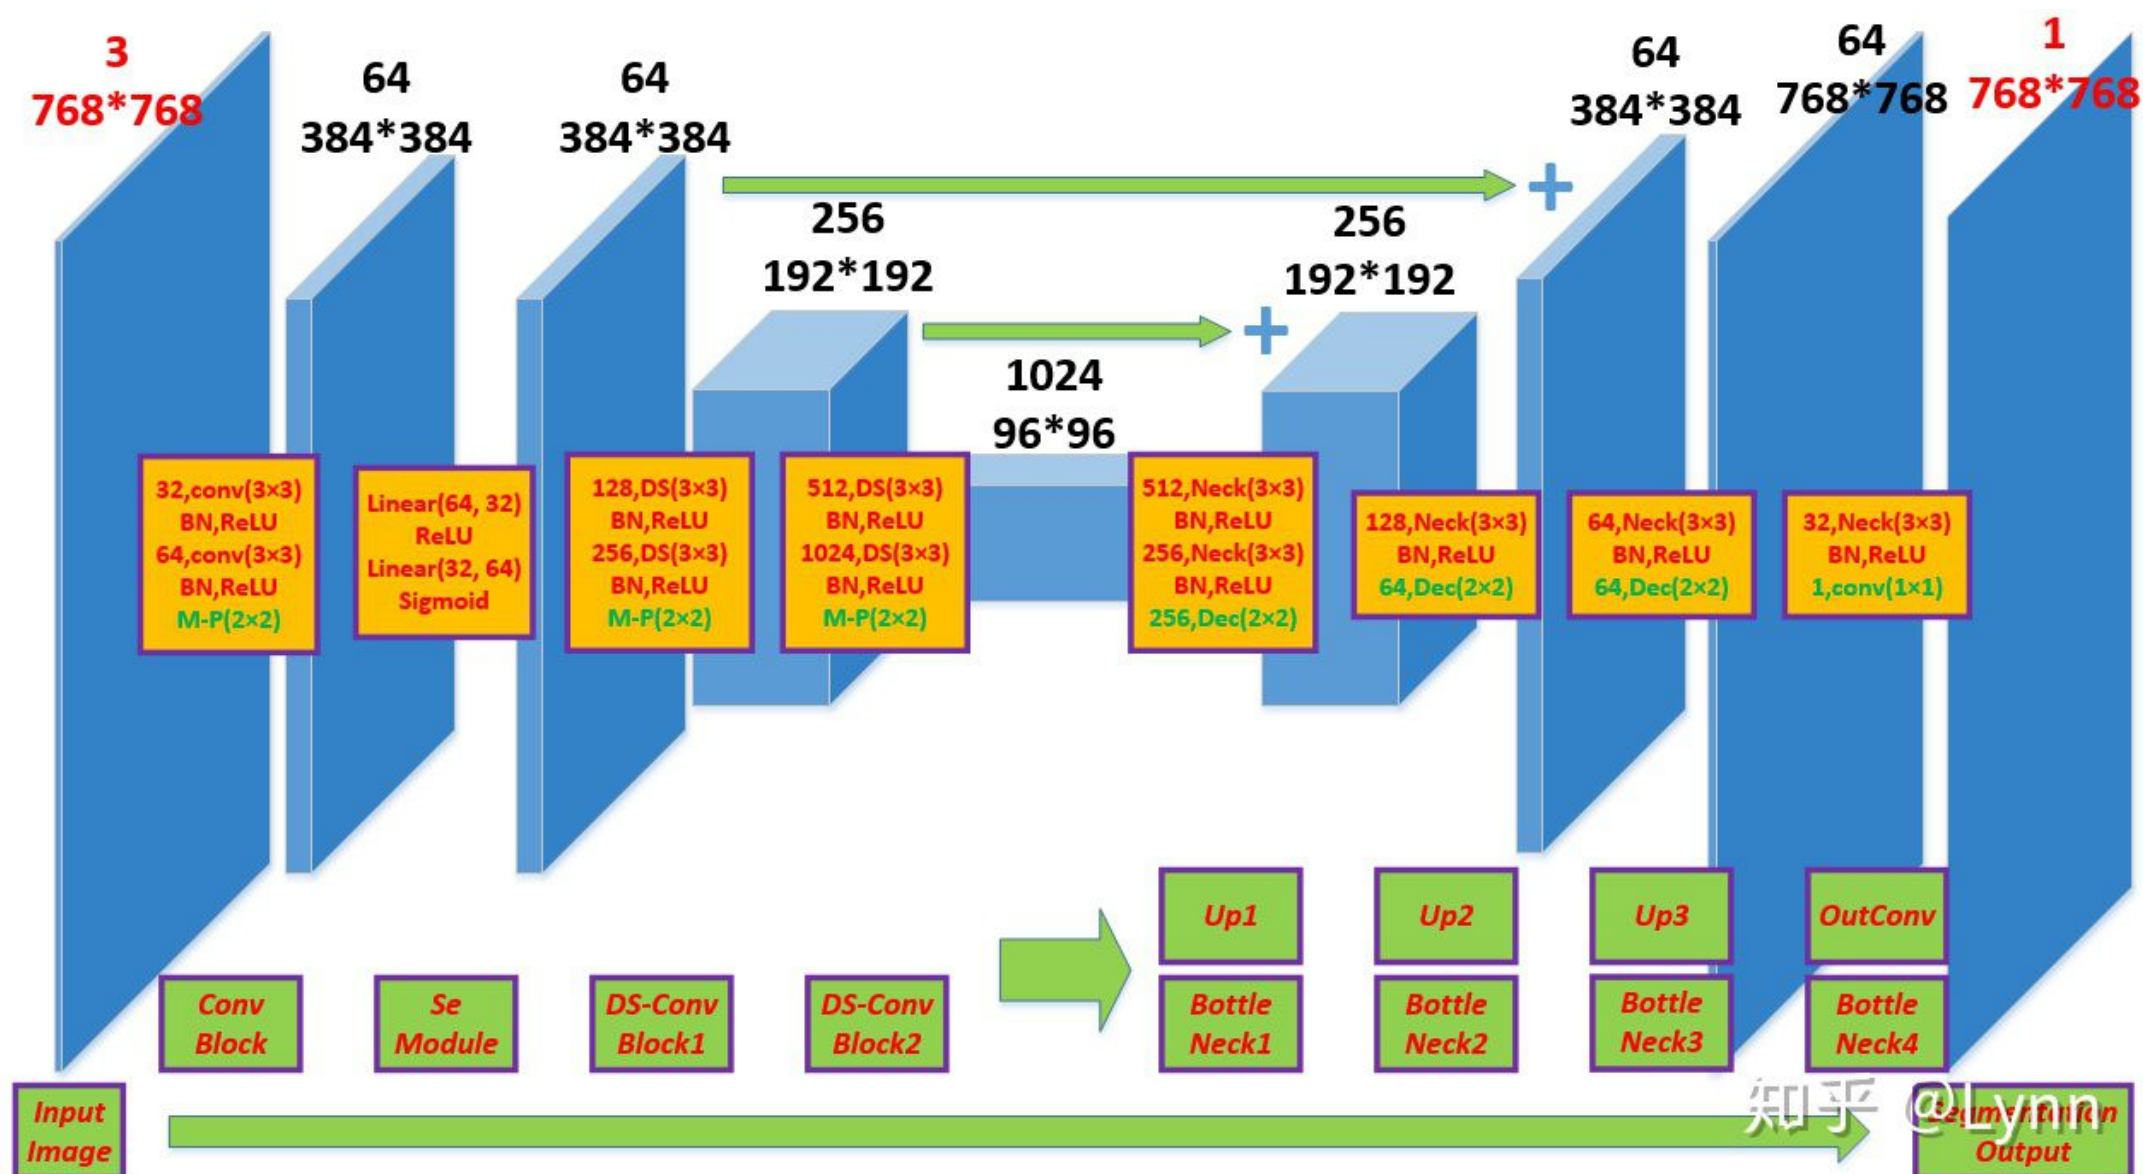 3
768*768
64
384*384
64
384*384
256
192*192
1024
96*96
256
192*192
64
384*384
64
768*768
1
768*768
+
+
32,conv(3×3)
BN,ReLU
64,conv(3×3)
BN,ReLU
M-P(2×2)
Linear(64, 32)
ReLU
Linear(32, 64)
Sigmoid
128,DS(3×3)
BN,ReLU
256,DS(3×3)
BN,ReLU
M-P(2×2)
512,DS(3×3)
BN,ReLU
1024,DS(3×3)
BN,ReLU
M-P(2×2)
512,Neck(3×3)
BN,ReLU
256,Neck(3×3)
BN,ReLU
256,Dec(2×2)
128,Neck(3×3)
BN,ReLU
64,Dec(2×2)
64,Neck(3×3)
BN,ReLU
64,Dec(2×2)
32,Neck(3×3)
BN,ReLU
1,conv(1×1)
Up1
Up2
Up3
OutConv
Conv
Block
Se
Module
DS-Conv
Block1
DS-Conv
Block2
Bottle
Neck1
Bottle
Neck2
Bottle
Neck3
Bottle
Neck4
Input
Image
Segmentation
Output
知乎 @Lynn